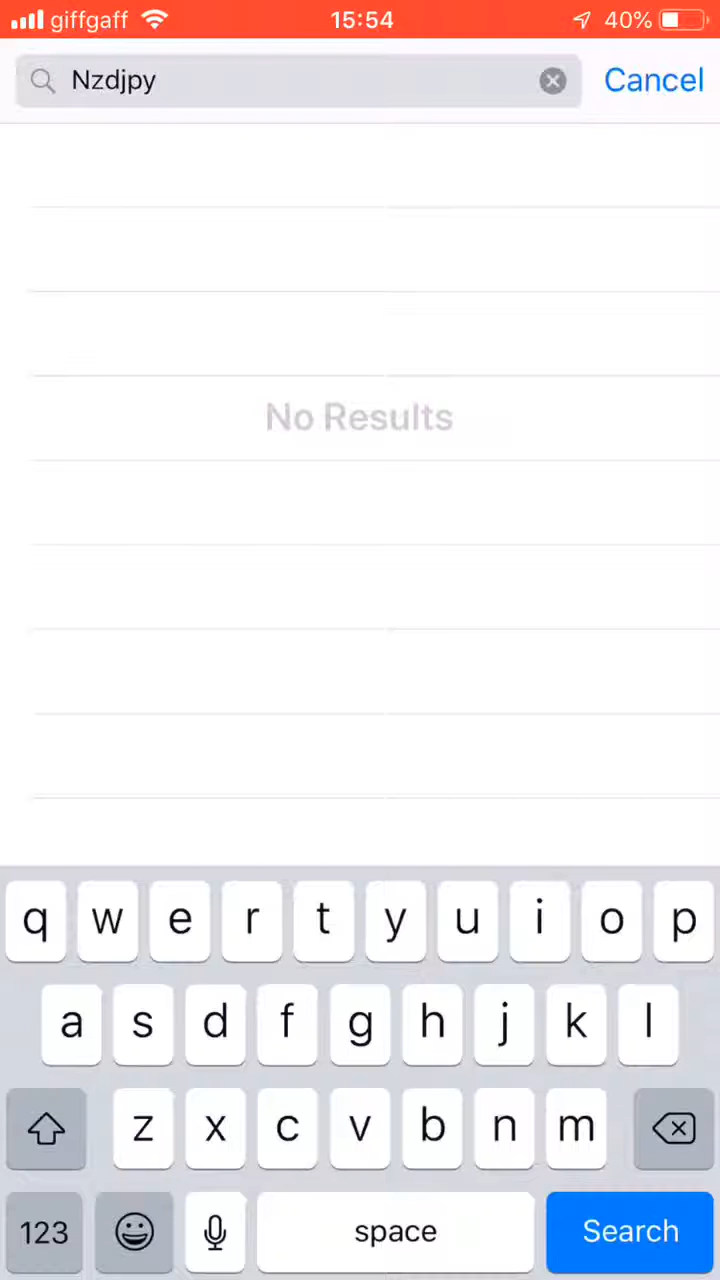 giffgaff 15:54 40%
Nzdjpy Cancel
No Results
q w e r t y u i o p
a s d f g h j k l
z x c v b n m
123 space Search